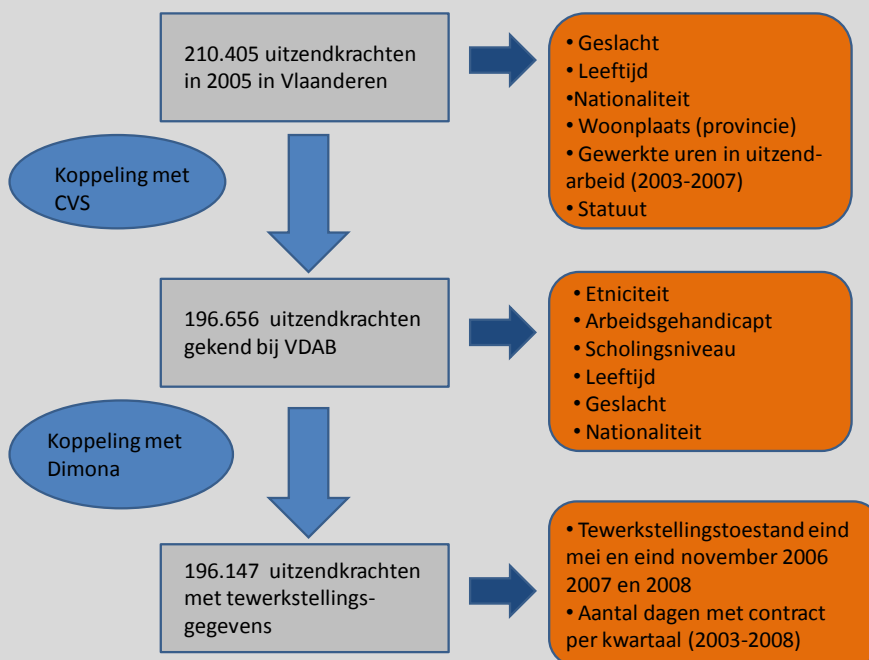 210.405 uitzendkrachten
in 2005 in Vlaanderen
• Geslacht
• Leeftijd
•Nationaliteit
• Woonplaats (provincie)
• Gewerkte uren in uitzend-
arbeid (2003-2007)
• Statuut
Koppeling met
CVS
196.656 uitzendkrachten
gekend bij VDAB
• Etniciteit
• Arbeidsgehandicapt
• Scholingsniveau
• Leeftijd
• Geslacht
• Nationaliteit
Koppeling met
Dimona
196.147 uitzendkrachten
met tewerkstellings-
gegevens
• Tewerkstellingstoestand eind
mei en eind november 2006
2007 en 2008
• Aantal dagen met contract
per kwartaal (2003-2008)